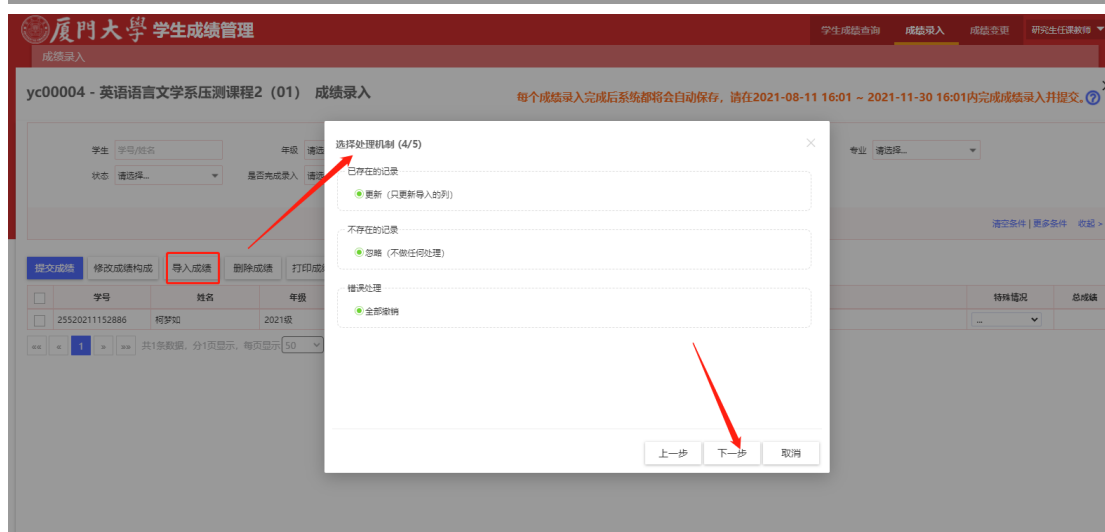 厦門大學 学生成绩管理
学生成绩查询 成绩录入 成绩变更 研究生任课教师
成绩录入
yc00004 - 英语语言文学系压测课程2（01） 成绩录入
每个成绩录入完成后系统都将会自动保存，请在2021-08-11 16:01 ~ 2021-11-30 16:01内完成成绩录入并提交。
学生 学号/姓名 年级 请选 专业 请选择...
状态 请选择... 是否完成录入 请选
清空条件 | 更多条件 收起 >
选择处理机制 (4/5)
已存在的记录
更新（只更新导入的列）
不存在的记录
忽略（不做任何处理）
错误处理
全部撤销
上一步 下一步 取消
提交成绩 修改成绩构成 导入成绩 删除成绩 打印成
学号 姓名 年级 特殊情况 总成绩
25520211152886 柯梦如 2021级 ...
«« « 1 » »» 共1条数据，分1页显示，每页显示 50